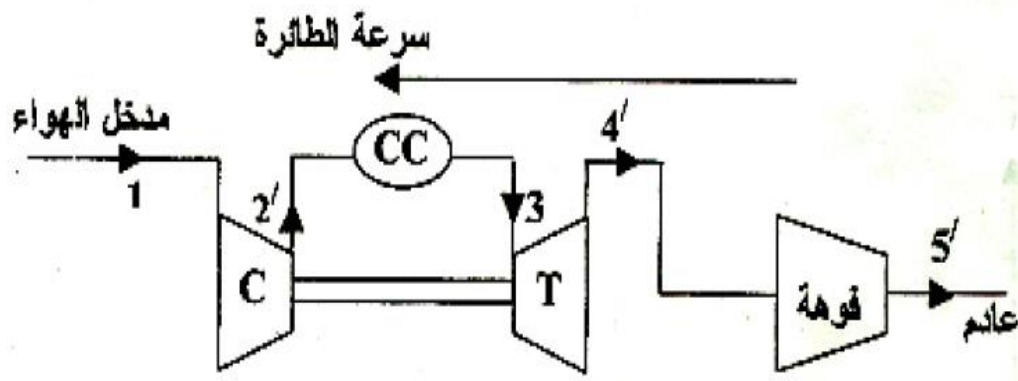 سرعة الطائرة
مدخل الهواء
1
2′
CC
3
4′
C
T
فوهة
5′
عادم